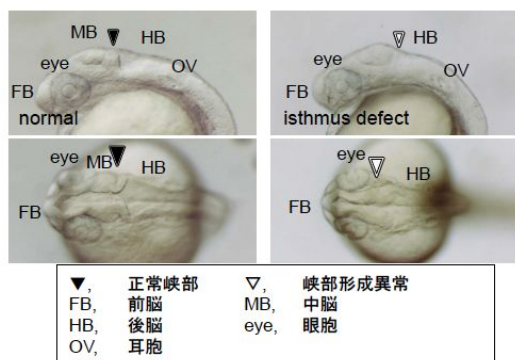 MB HB
eye OV
FB
normal
HB
eye OV
FB
isthmus defect
eye MB HB
FB
eye HB
FB
▼, 正常峡部 ▽, 峡部形成異常
FB, 前脳 MB, 中脳
HB, 後脳 eye, 眼胞
OV, 耳胞